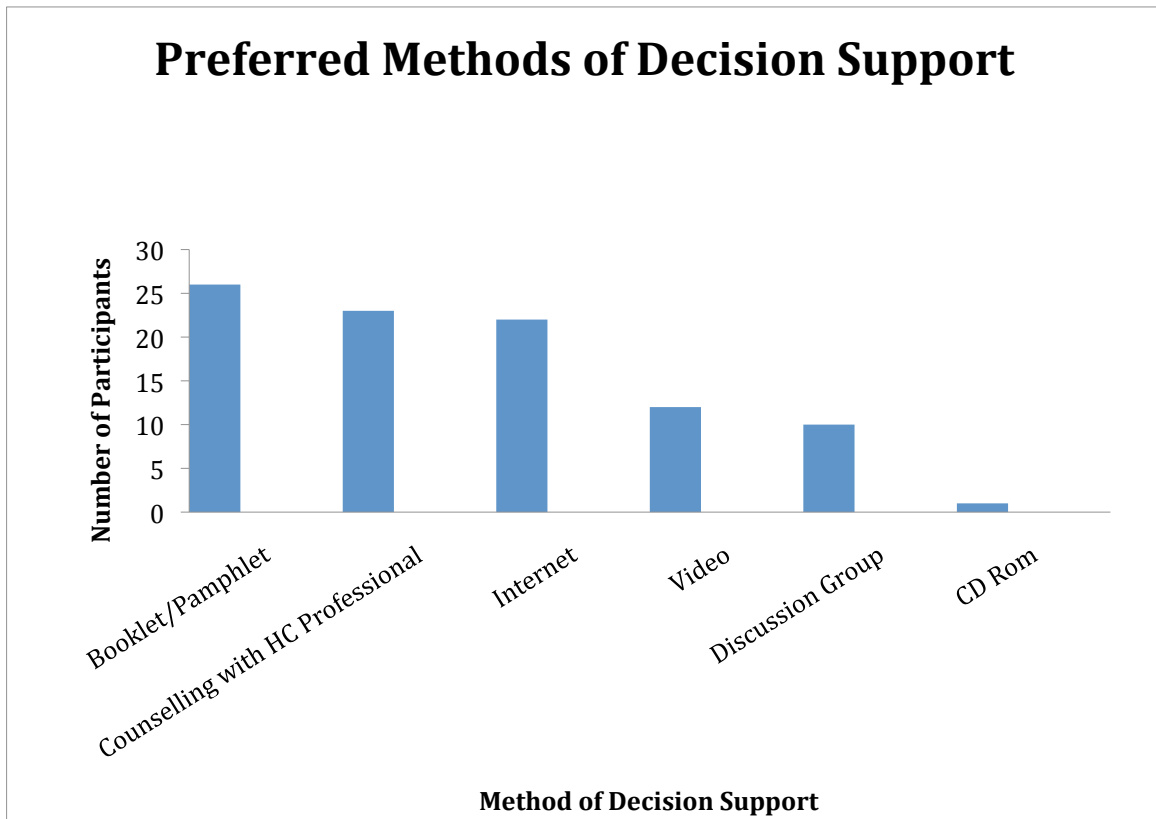 Preferred Methods of Decision Support
Number of Participants
30
25
20
15
10
5
0
Booklet/Pamphlet
Counselling with HC Professional
Internet
Video
Discussion Group
CD Rom
Method of Decision Support